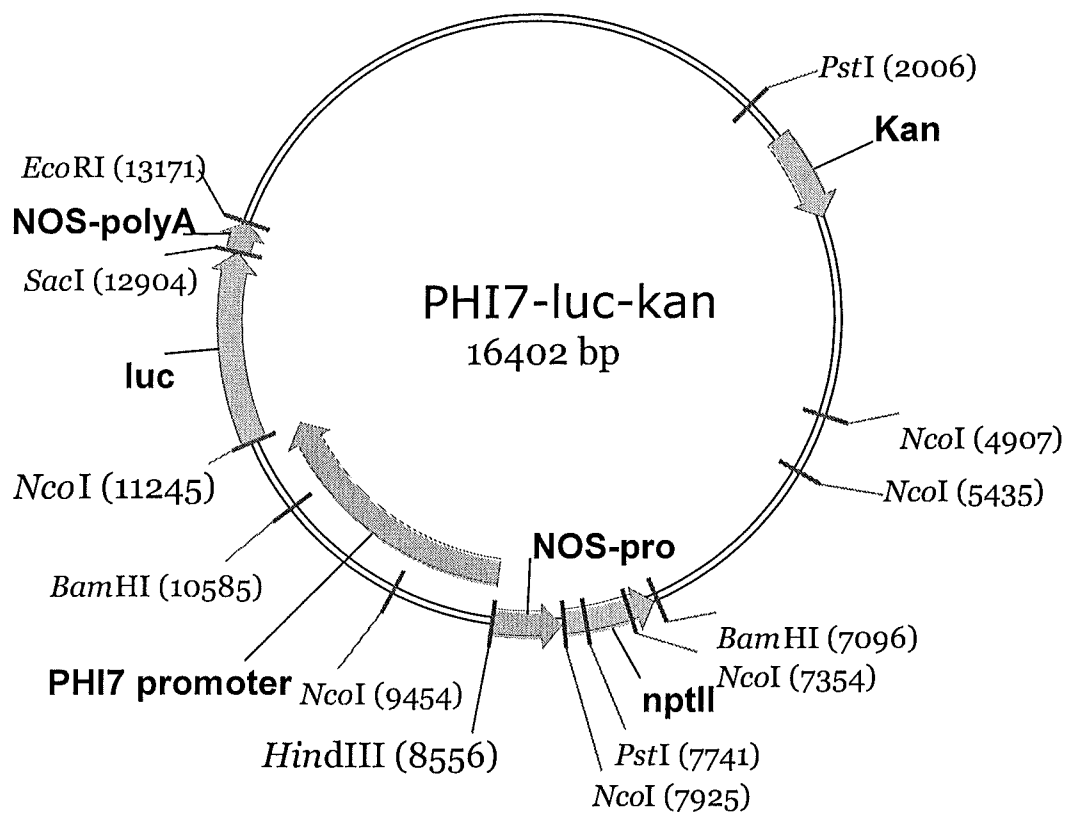 PstI (2006)
Kan
EcoRI (13171)
NOS-polyA
SacI (12904)
PHI7-luc-kan
16402 bp
luc
NcoI (4907)
NcoI (11245)
NcoI (5435)
NOS-pro
BamHI (10585)
BamHI (7096)
PHI7 promoter
NcoI (9454)
nptII
NcoI (7354)
HindIII (8556)
PstI (7741)
NcoI (7925)